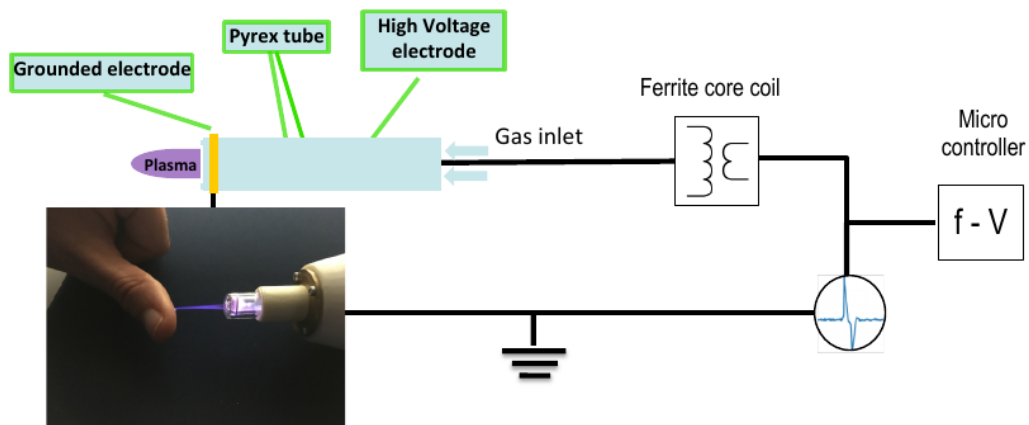 Pyrex tube
High Voltage
electrode
Grounded electrode
Ferrite core coil
Micro
controller
Gas inlet
Plasma
f - V